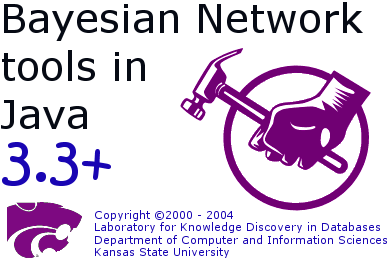 Bayesian Network
tools in
Java
3.3+
Copyright ©2000 - 2004
Laboratory for Knowledge Discovery in Databases
Department of Computer and Information Sciences
Kansas State University